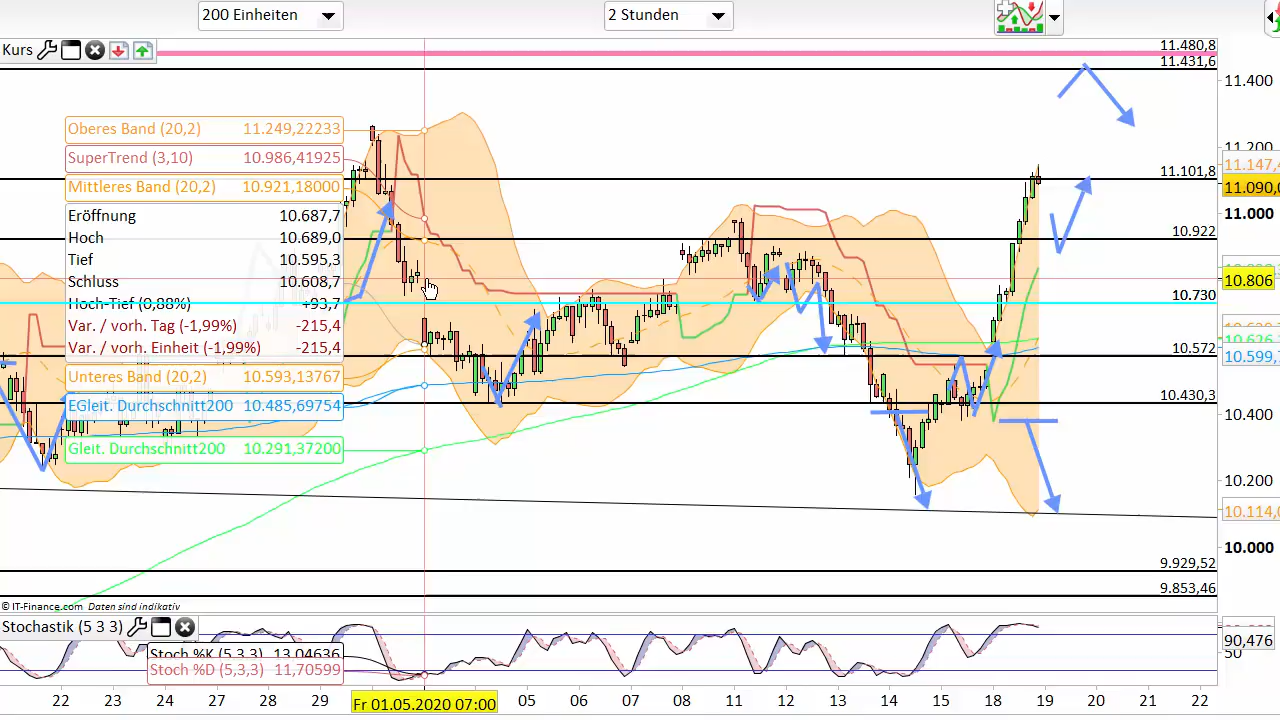 200 Einheiten
2 Stunden
Kurs
11.480,8
11.431,6
11.400
11.200
Oberes Band (20,2) 11.249,22233
SuperTrend (3,10) 10.986,41925
11.147,
11.101,8
Mittleres Band (20,2) 10.921,18000
11.090,0
Eröffnung 10.687,7
11.000
Hoch 10.689,0
10.922
Tief 10.595,3
Schluss 10.608,7
10.806
Hoch-Tief (0,88%) +93,7
10.730
Var. / vorh. Tag (-1,99%) -215,4
Var. / vorh. Einheit (-1,99%) -215,4
10.572
10.599,
Unteres Band (20,2) 10.593,13767
10.430,3
EGleit. Durchschnitt200 10.485,69754
10.400
Gleit. Durchschnitt200 10.291,37200
10.200
10.114,0
10.000
9.929,52
9.853,46
© IT-Finance.com Daten sind indikativ
Stochastik (5 3 3)
90,476
50
Stoch %K (5,3,3) 13,04636
Stoch %D (5,3,3) 11,70599
22 23 24 27 28 29 Fr 01.05.2020 07:00 05 06 07 08 11 12 13 14 15 18 19 20 21 22